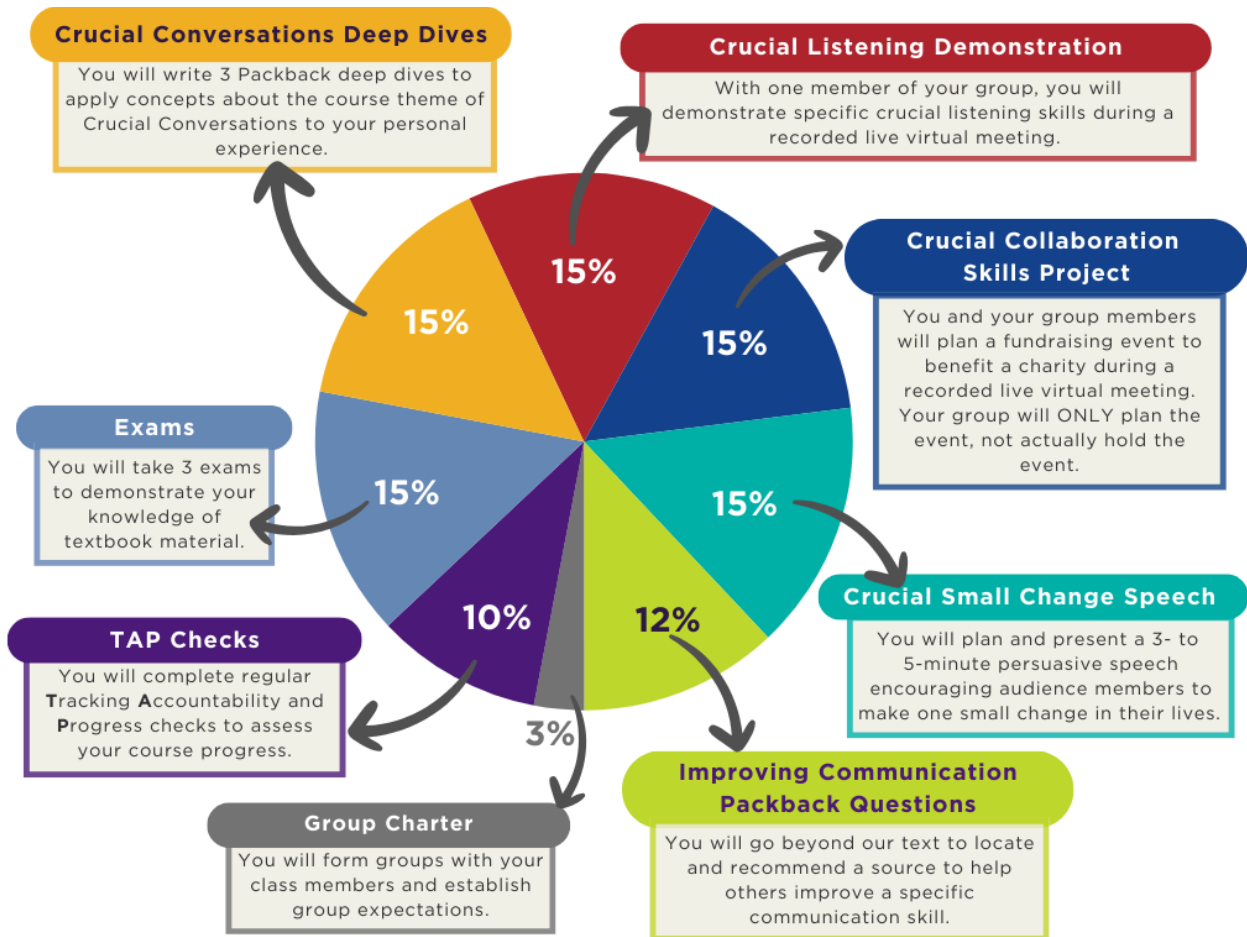 Crucial Conversations Deep Dives
You will write 3 Packback deep dives to
apply concepts about the course theme of
Crucial Conversations to your personal
experience.
Crucial Listening Demonstration
With one member of your group, you will
demonstrate specific crucial listening skills during a
recorded live virtual meeting.
15%
15%
15%
Crucial Collaboration
Skills Project
You and your group members
will plan a fundraising event to
benefit a charity during a
recorded live virtual meeting.
Your group will ONLY plan the
event, not actually hold the
event.
Exams
You will take 3 exams
to demonstrate your
knowledge of
textbook material.
15%
15%
Crucial Small Change Speech
You will plan and present a 3- to
5-minute persuasive speech
encouraging audience members to
make one small change in their lives.
TAP Checks
You will complete regular
Tracking Accountability and
Progress checks to assess
your course progress.
10%
12%
3%
Improving Communication
Packback Questions
You will go beyond our text to locate
and recommend a source to help
others improve a specific
communication skill.
Group Charter
You will form groups with your
class members and establish
group expectations.